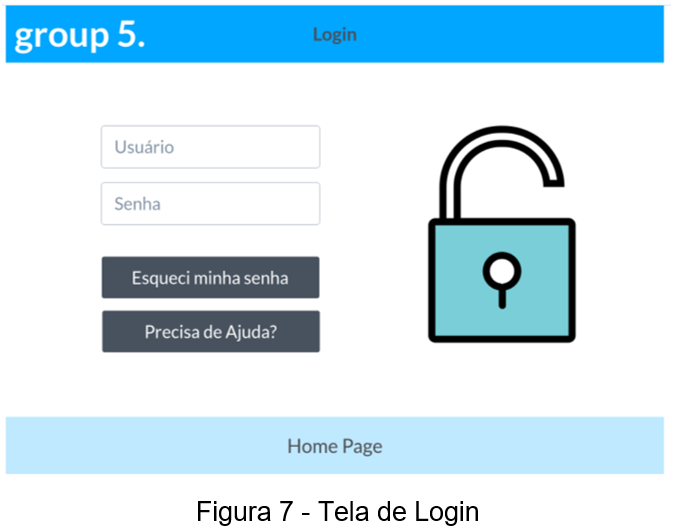 group 5.
Login
Usuário
Senha
Esqueci minha senha
Precisa de Ajuda?
Home Page
Figura 7 - Tela de Login